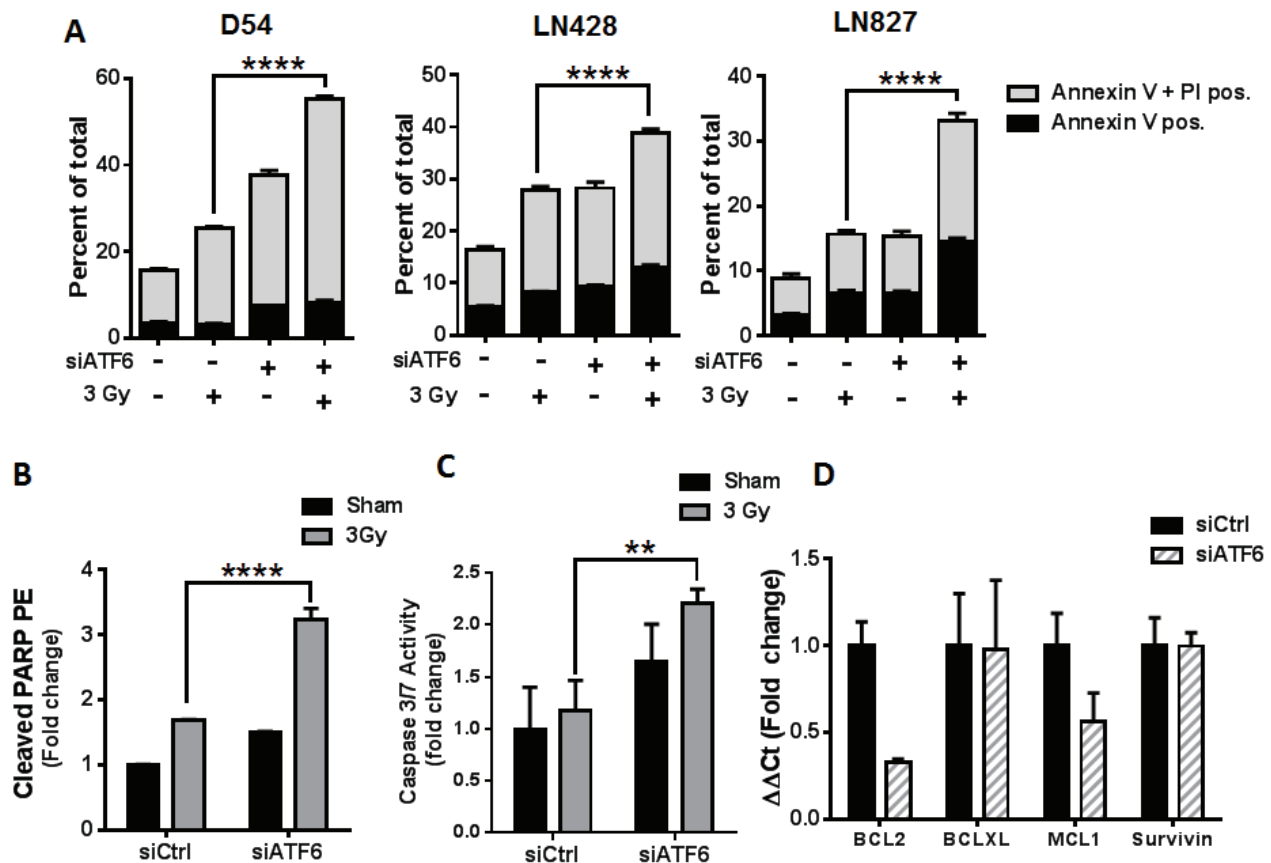 A
D54
LN428
LN827
****
****
****
Annexin V + PI pos.
Annexin V pos.
Percent of total
60
40
20
0
Percent of total
50
40
30
20
10
0
Percent of total
40
30
20
10
0
siATF6 - - + +
3 Gy - + - +
siATF6 - - + +
3 Gy - + - +
siATF6 - - + +
3 Gy - + - +
B
Sham
3Gy
****
Cleaved PARP PE
(Fold change)
4
3
2
1
0
siCtrl siATF6
C
Sham
3 Gy
**
Caspase 3/7 Activity
(fold change)
2.5
2.0
1.5
1.0
0.5
0.0
siCtrl siATF6
D
siCtrl
siATF6
ΔΔCt (Fold change)
1.5
1.0
0.5
0.0
BCL2 BCLXL MCL1 Survivin